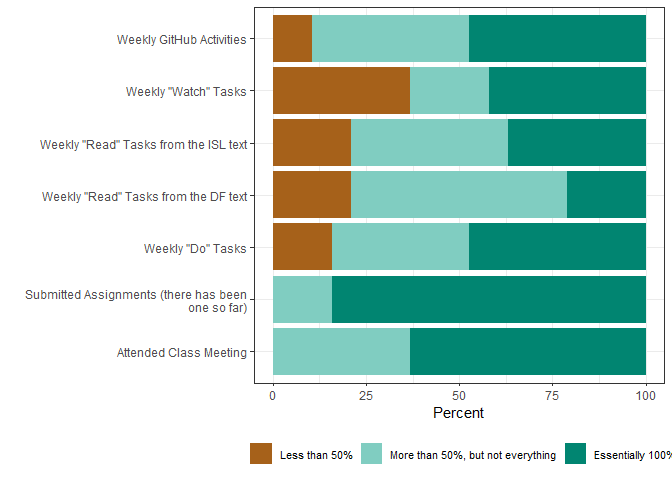 Weekly GitHub Activities
Weekly "Watch" Tasks
Weekly "Read" Tasks from the ISL text
Weekly "Read" Tasks from the DF text
Weekly "Do" Tasks
Submitted Assignments (there has been
one so far)
Attended Class Meeting
0 25 50 75 100
Percent
Less than 50% More than 50%, but not everything Essentially 100%